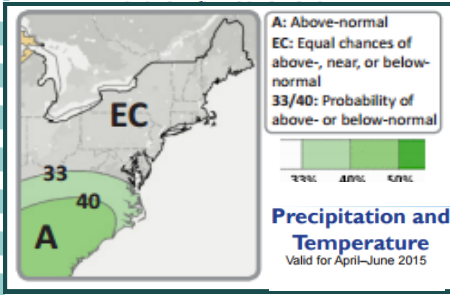 EC
33
40
A
A: Above-normal
EC: Equal chances of
above-, near, or below-
normal
33/40: Probability of
above- or below-normal
33% 40% 50%
Precipitation and
Temperature
Valid for April–June 2015